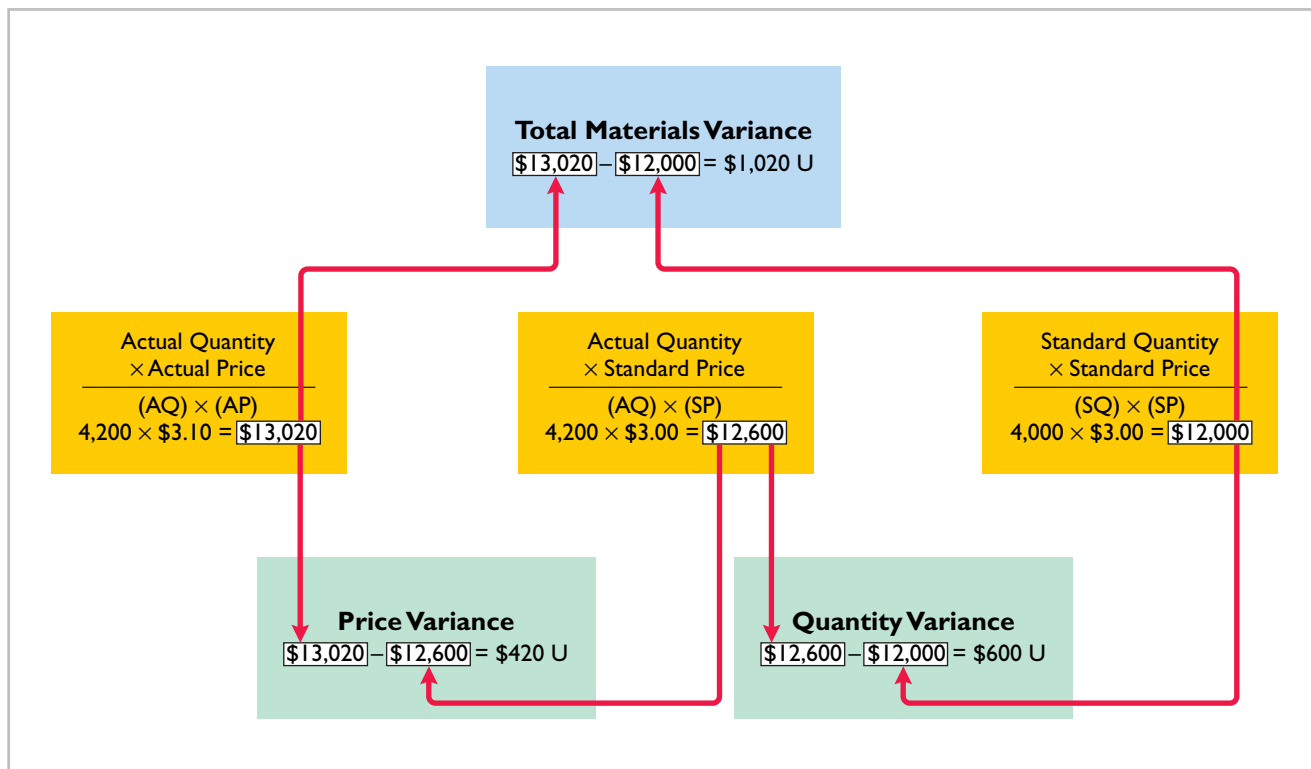 Total Materials Variance
$13,020 – $12,000 = $1,020 U
Actual Quantity
× Actual Price
(AQ) × (AP)
4,200 × $3.10 = $13,020
Actual Quantity
× Standard Price
(AQ) × (SP)
4,200 × $3.00 = $12,600
Standard Quantity
× Standard Price
(SQ) × (SP)
4,000 × $3.00 = $12,000
Price Variance
$13,020 – $12,600 = $420 U
Quantity Variance
$12,600 – $12,000 = $600 U